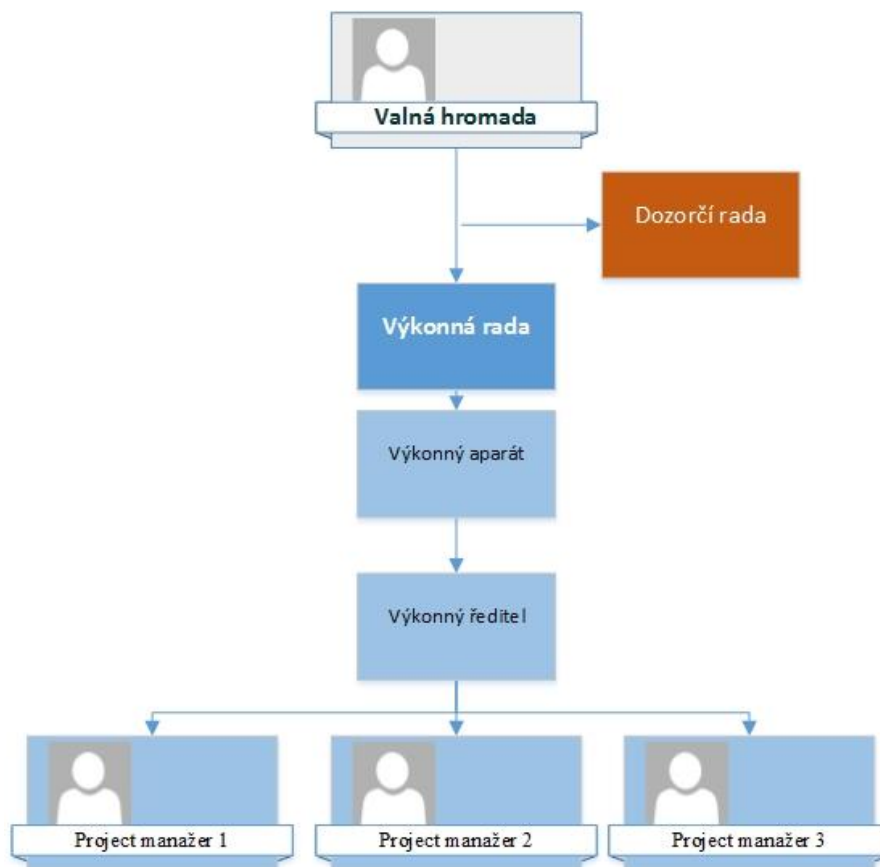 Valná hromada
Dozorčí rada
Výkonná rada
Výkonný aparát
Výkonný ředitel
Project manažer 1
Project manažer 2
Project manažer 3